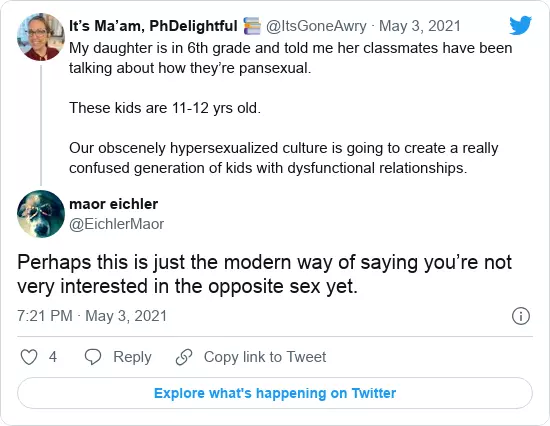 It’s Ma’am, PhDelightful 📚 @ItsGoneAwry · May 3, 2021
My daughter is in 6th grade and told me her classmates have been
talking about how they’re pansexual.
These kids are 11-12 yrs old.
Our obscenely hypersexualized culture is going to create a really
confused generation of kids with dysfunctional relationships.
maor eichler
@EichlerMaor
Perhaps this is just the modern way of saying you’re not
very interested in the opposite sex yet.
7:21 PM · May 3, 2021
4 Reply Copy link to Tweet
Explore what's happening on Twitter